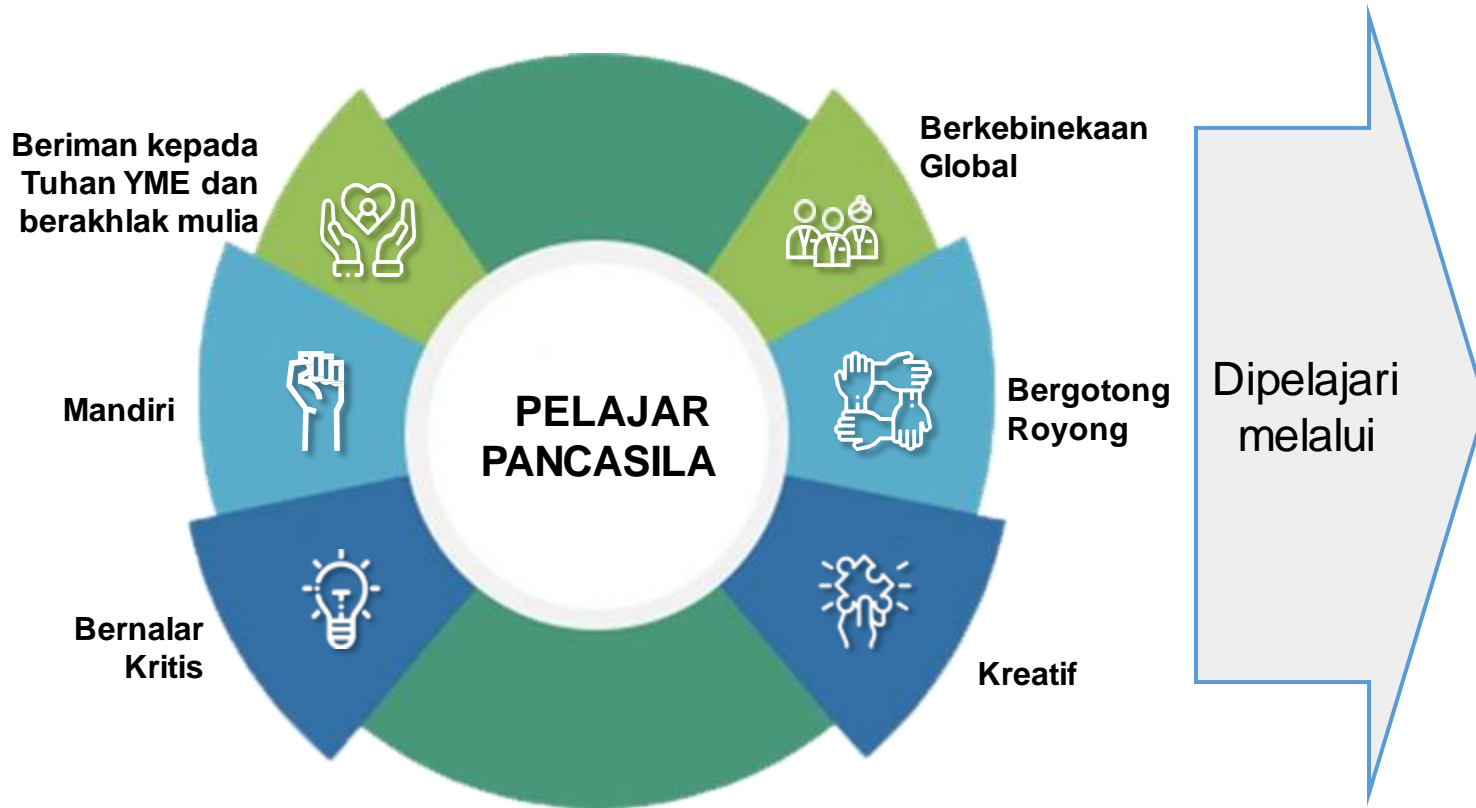 Beriman kepada
Tuhan YME dan
berakhlak mulia
Mandiri
Bernalar
Kritis
PELAJAR
PANCASILA
Berkebinekaan
Global
Bergotong
Royong
Kreatif
Dipelajari
melalui